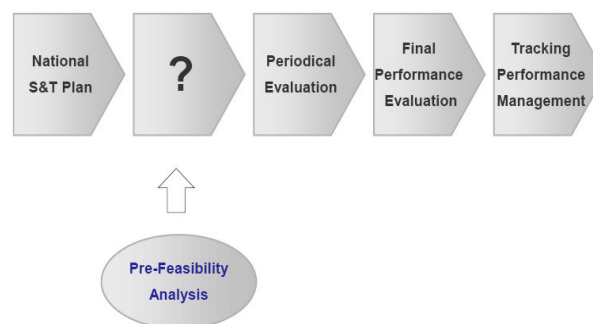 National
S&T Plan
?
Periodical
Evaluation
Final
Performance
Evaluation
Tracking
Performance
Management
Pre-Feasibility
Analysis